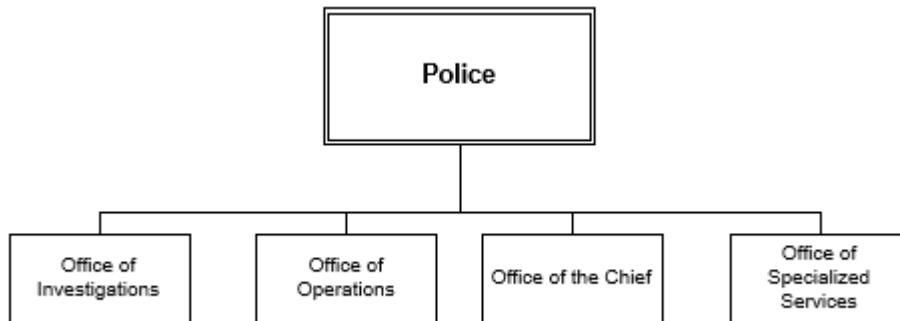 Police
Office of
Investigations
Office of
Operations
Office of the Chief
Office of
Specialized
Services